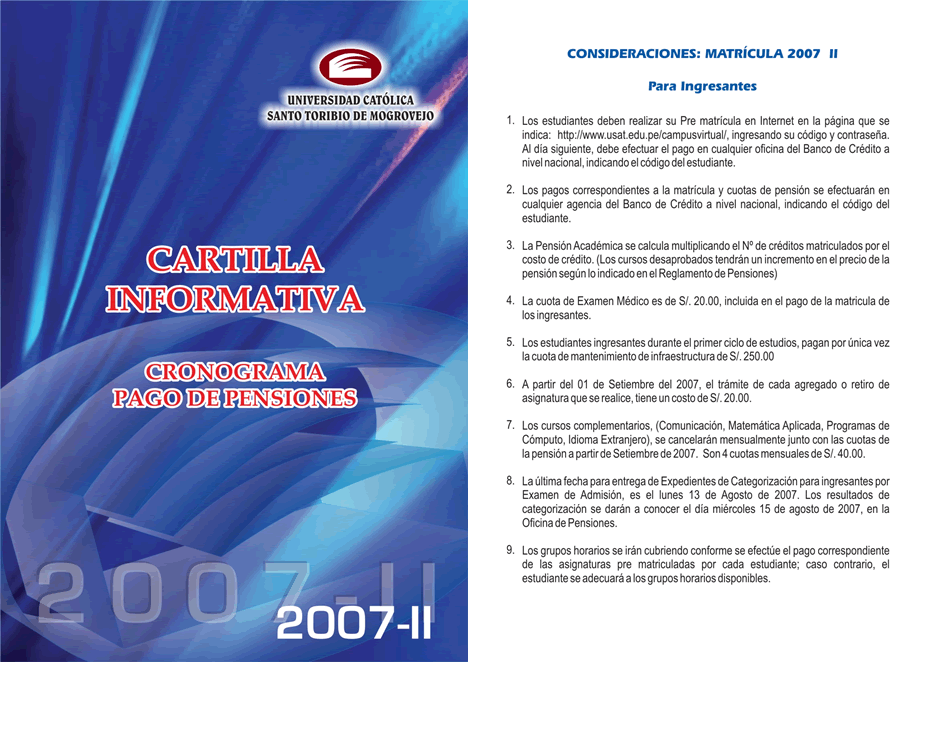 UNIVERSIDAD CATÓLICA
SANTO TORIBIO DE MOGROVEJO
CARTILLA
INFORMATIVA
CRONOGRAMA
PAGO DE PENSIONES
2007-II
2007-II
CONSIDERACIONES: MATRÍCULA 2007 II
Para Ingresantes
1. Los estudiantes deben realizar su Pre matrícula en Internet en la página que se
indica: http://www.usat.edu.pe/campusvirtual/, ingresando su código y contraseña.
Al día siguiente, debe efectuar el pago en cualquier oficina del Banco de Crédito a
nivel nacional, indicando el código del estudiante.
2. Los pagos correspondientes a la matrícula y cuotas de pensión se efectuarán en
cualquier agencia del Banco de Crédito a nivel nacional, indicando el código del
estudiante.
3. La Pensión Académica se calcula multiplicando el Nº de créditos matriculados por el
costo de crédito. (Los cursos desaprobados tendrán un incremento en el precio de la
pensión según lo indicado en el Reglamento de Pensiones)
4. La cuota de Examen Médico es de S/. 20.00, incluida en el pago de la matricula de
los ingresantes.
5. Los estudiantes ingresantes durante el primer ciclo de estudios, pagan por única vez
la cuota de mantenimiento de infraestructura de S/. 250.00
6. A partir del 01 de Setiembre del 2007, el trámite de cada agregado o retiro de
asignatura que se realice, tiene un costo de S/. 20.00.
7. Los cursos complementarios, (Comunicación, Matemática Aplicada, Programas de
Cómputo, Idioma Extranjero), se cancelarán mensualmente junto con las cuotas de
la pensión a partir de Setiembre de 2007. Son 4 cuotas mensuales de S/. 40.00.
8. La última fecha para entrega de Expedientes de Categorización para ingresantes por
Examen de Admisión, es el lunes 13 de Agosto de 2007. Los resultados de
categorización se darán a conocer el día miércoles 15 de agosto de 2007, en la
Oficina de Pensiones.
9. Los grupos horarios se irán cubriendo conforme se efectúe el pago correspondiente
de las asignaturas pre matriculadas por cada estudiante; caso contrario, el
estudiante se adecuará a los grupos horarios disponibles.